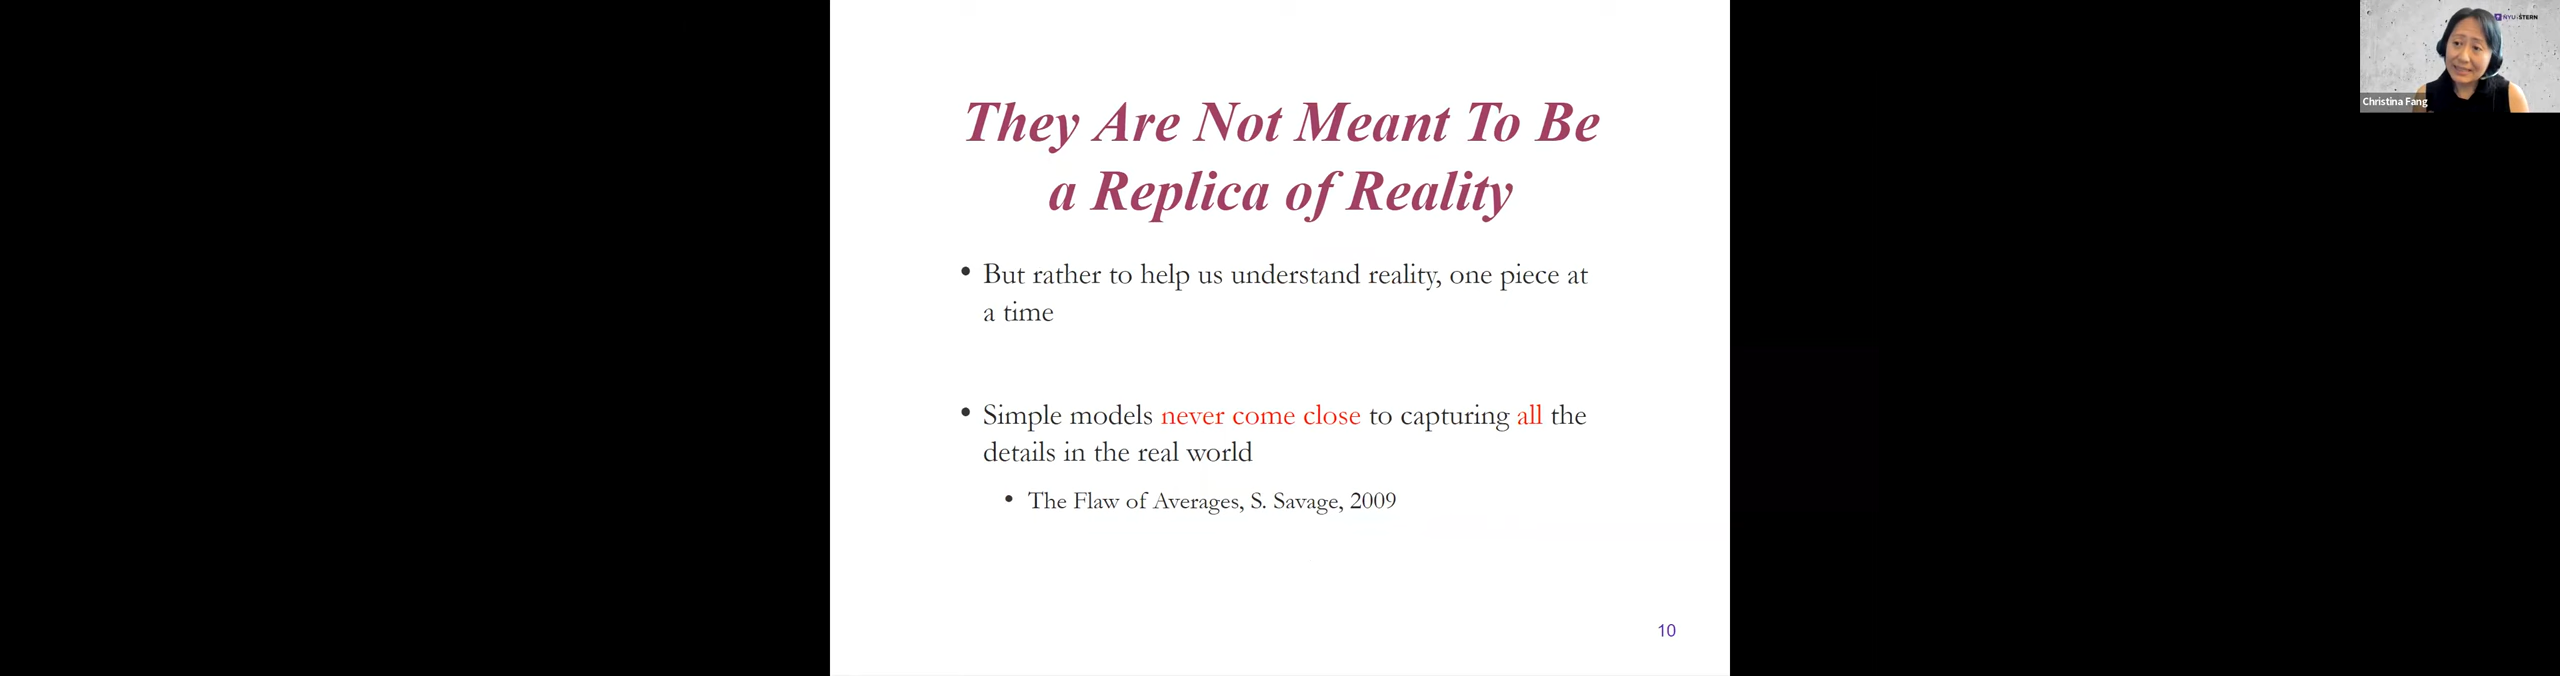 They Are Not Meant To Be
a Replica of Reality
• But rather to help us understand reality, one piece at
a time
• Simple models never come close to capturing all the
details in the real world
• The Flaw of Averages, S. Savage, 2009
10
NYU STERN
Christina Fang